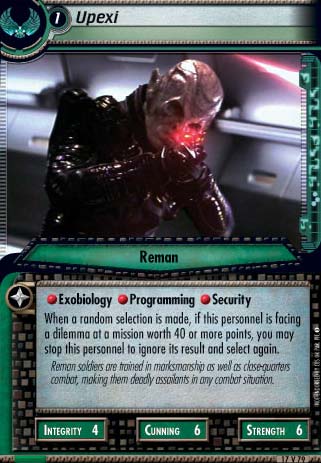 1 Upexi
Reman
Exobiology Programming Security
When a random selection is made, if this personnel is facing
a dilemma at a mission worth 40 or more points, you may
stop this personnel to ignore its result and select again.
Reman soldiers are trained in marksmanship as well as close-quarters
combat, making them deadly assailants in any combat situation.
INTEGRITY 4 CUNNING 6 STRENGTH 6
17 V 20